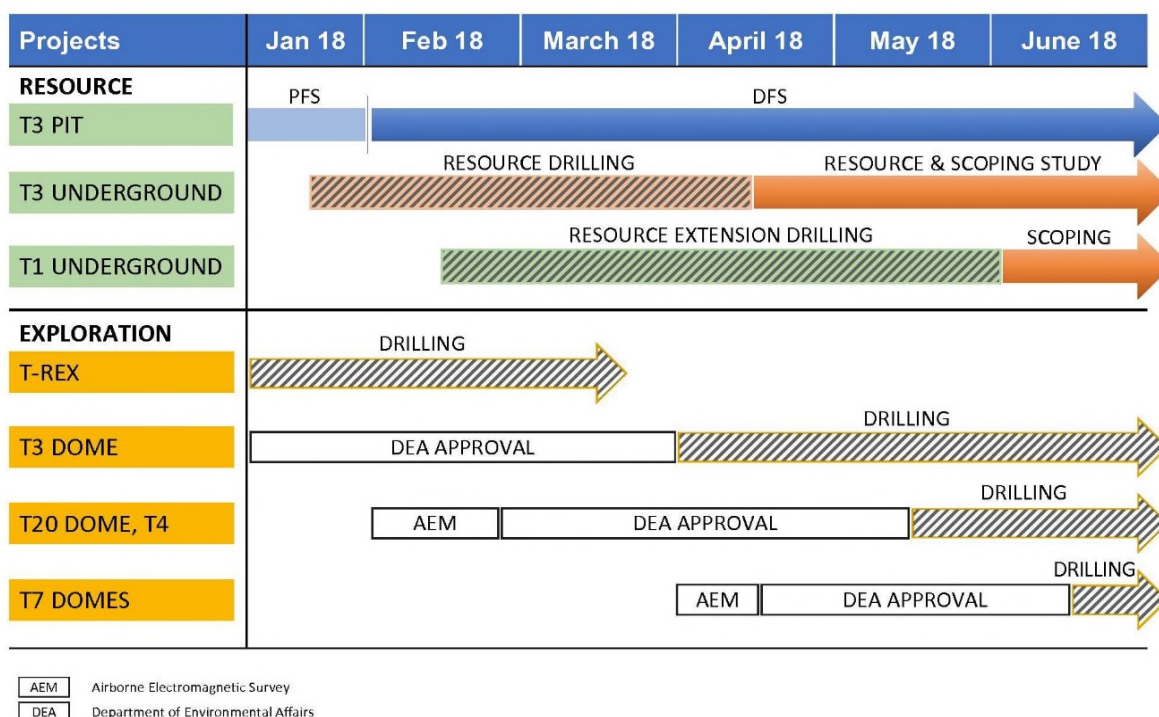 Projects Jan 18 Feb 18 March 18 April 18 May 18 June 18
RESOURCE
PFS DFS
T3 PIT
RESOURCE DRILLING RESOURCE & SCOPING STUDY
T3 UNDERGROUND
RESOURCE EXTENSION DRILLING SCOPING
T1 UNDERGROUND
EXPLORATION
DRILLING
T-REX
DRILLING
T3 DOME DEA APPROVAL
DRILLING
T20 DOME, T4 AEM DEA APPROVAL
DRILLING
T7 DOMES AEM DEA APPROVAL
AEM Airborne Electromagnetic Survey
DEA Department of Environmental Affairs